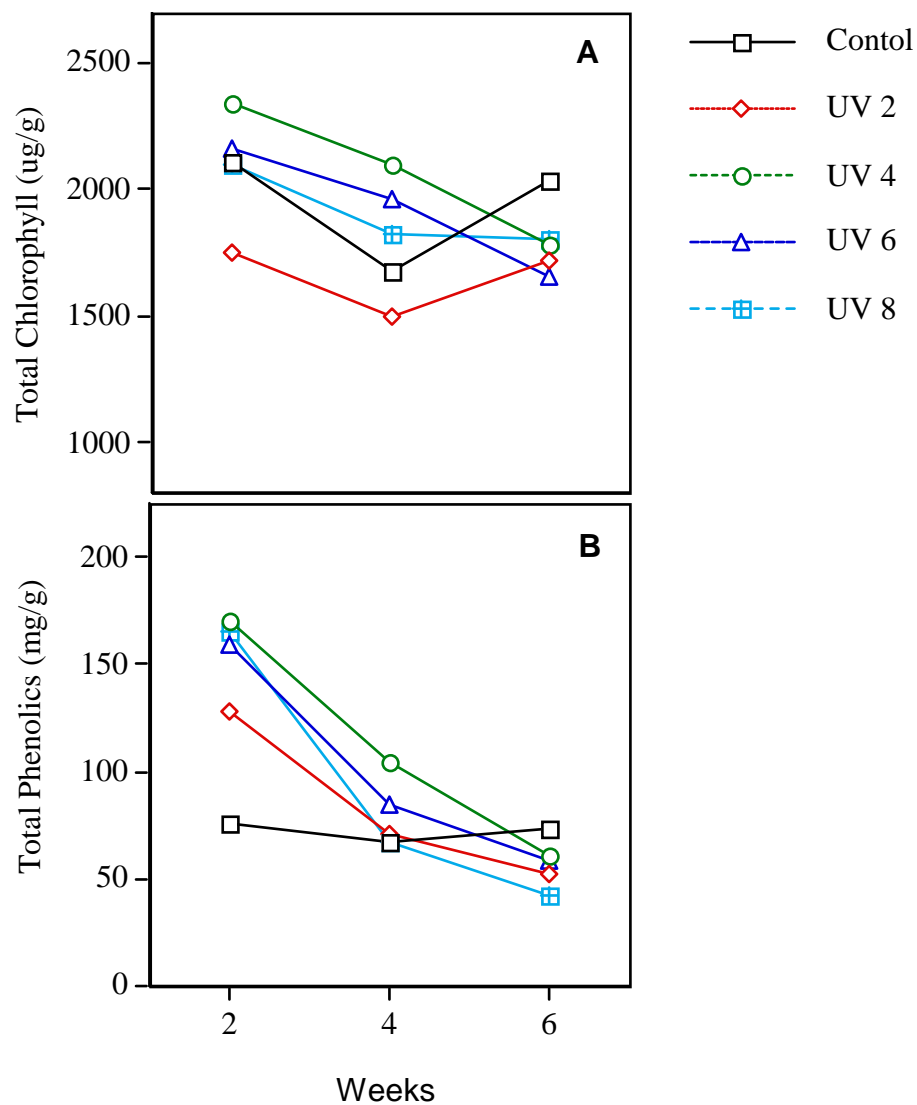 A
2500
2000
1500
1000
Total Chlorophyll (ug/g)
Contol
UV 2
UV 4
UV 6
UV 8
B
200
150
100
50
0
Total Phenolics (mg/g)
2 4 6
Weeks